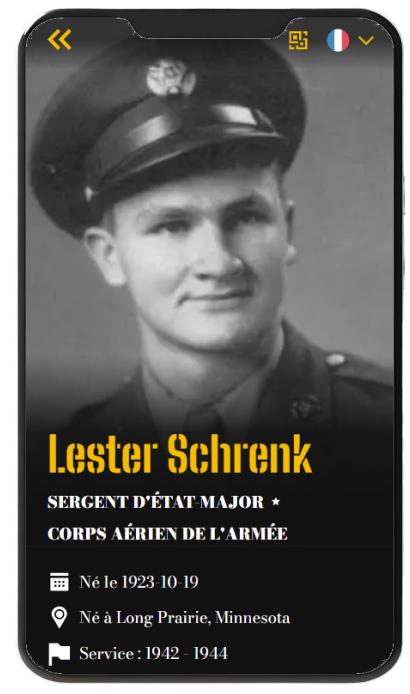 Lester Schrenk
SERGENT D'ÉTAT-MAJOR ★
CORPS AÉRIEN DE L'ARMÉE
Né le 1923-10-19
Né à Long Prairie, Minnesota
Service : 1942 - 1944